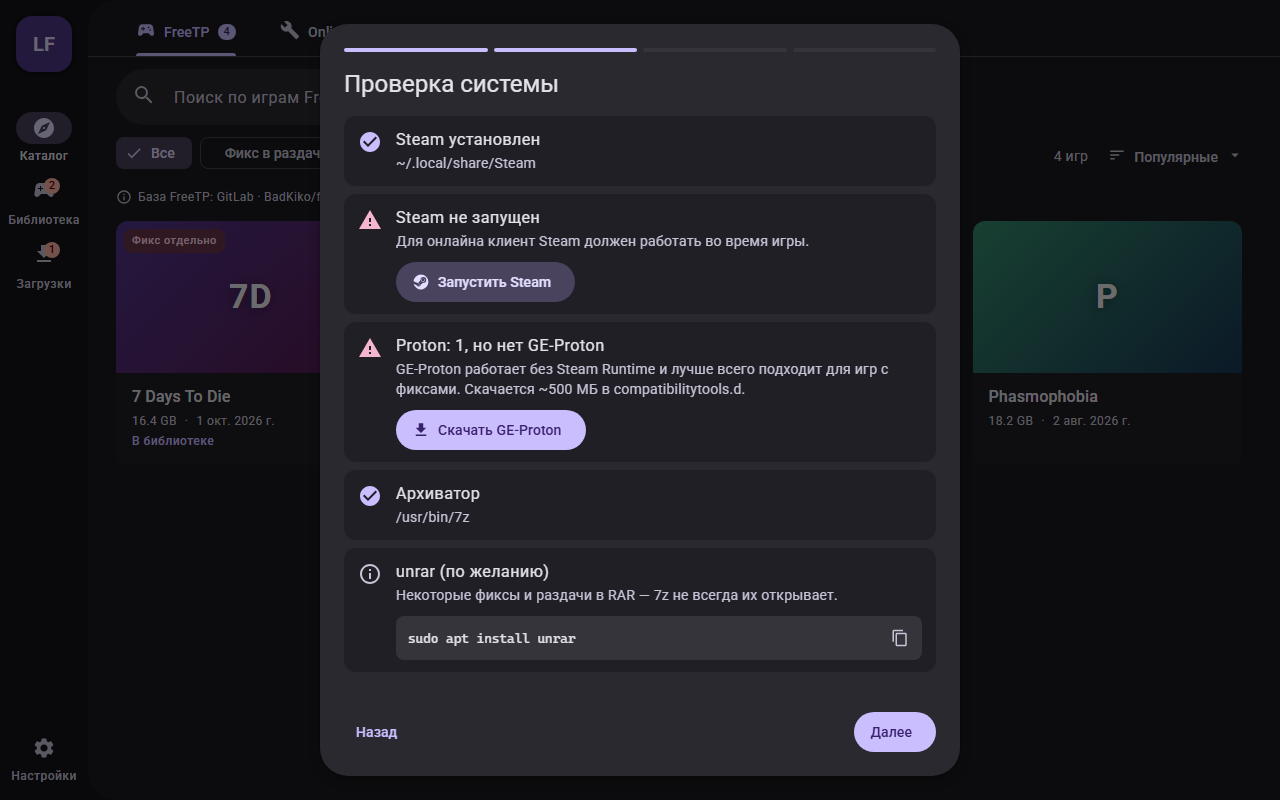 LF
FreeTP 4
Onli
Поиск по играм Fr
Все
Фикс в раздач
4 игр
Популярные
База FreeTP: GitLab · BadKiko/f
Каталог
2
Библиотека
1
Загрузки
Настройки
Фикс отдельно
7D
7 Days To Die
16.4 GB · 1 окт. 2026 г.
В библиотеке
P
Phasmophobia
18.2 GB · 2 авг. 2026 г.
Проверка системы
Steam установлен
~/.local/share/Steam
Steam не запущен
Для онлайна клиент Steam должен работать во время игры.
Запустить Steam
Proton: 1, но нет GE-Proton
GE-Proton работает без Steam Runtime и лучше всего подходит для игр с
фиксами. Скачается ~500 МБ в compatibilitytools.d.
Скачать GE-Proton
Архиватор
/usr/bin/7z
unrar (по желанию)
Некоторые фиксы и раздачи в RAR — 7z не всегда их открывает.
sudo apt install unrar
Назад
Далее